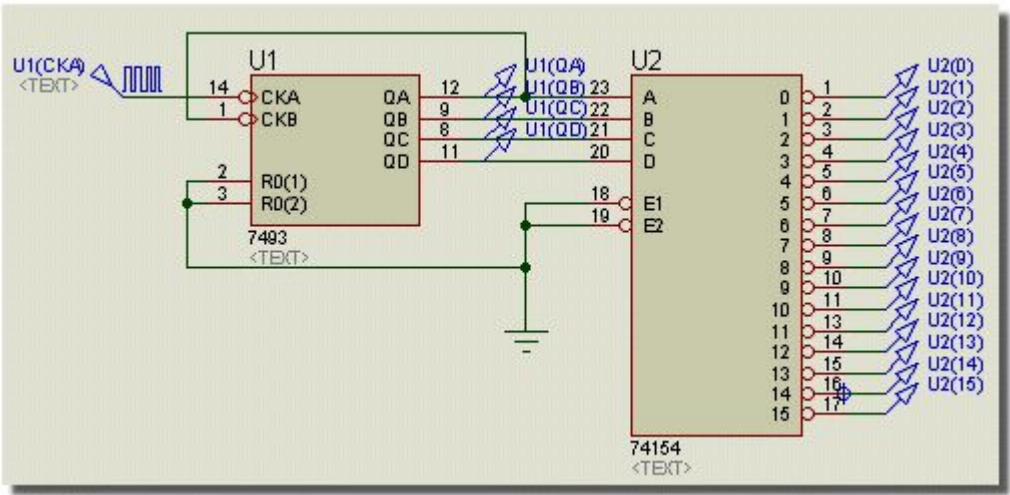 U1(CKA)
<TEXT>
U1
14
CKA
1
CKB
2
R0(1)
3
R0(2)
QA
12
QB
9
QC
8
QD
11
7493
<TEXT>
U1(QA)
U1(QB)
U1(QC)
U1(QD)
U2
23
A
22
B
21
C
20
D
18
E1
19
E2
0
1
U2(0)
1
2
U2(1)
2
3
U2(2)
3
4
U2(3)
4
5
U2(4)
5
6
U2(5)
6
7
U2(6)
7
8
U2(7)
8
9
U2(8)
9
10
U2(9)
10
11
U2(10)
11
13
U2(11)
12
14
U2(12)
13
15
U2(13)
14
16
U2(14)
15
17
U2(15)
74154
<TEXT>